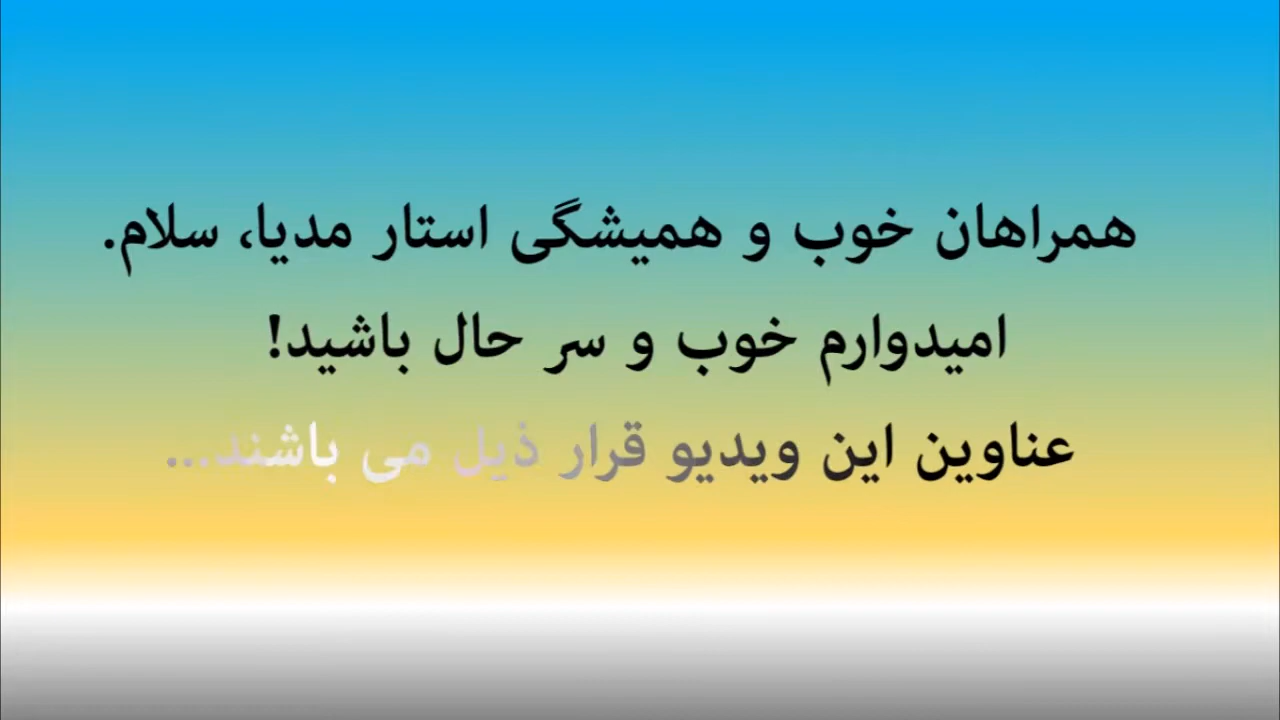 همراهان خوب و همیشگی استار مدیا، سلام.
امیدوارم خوب و سر حال باشید!
عناوین این ویدیو قرار ذیل می باشند...